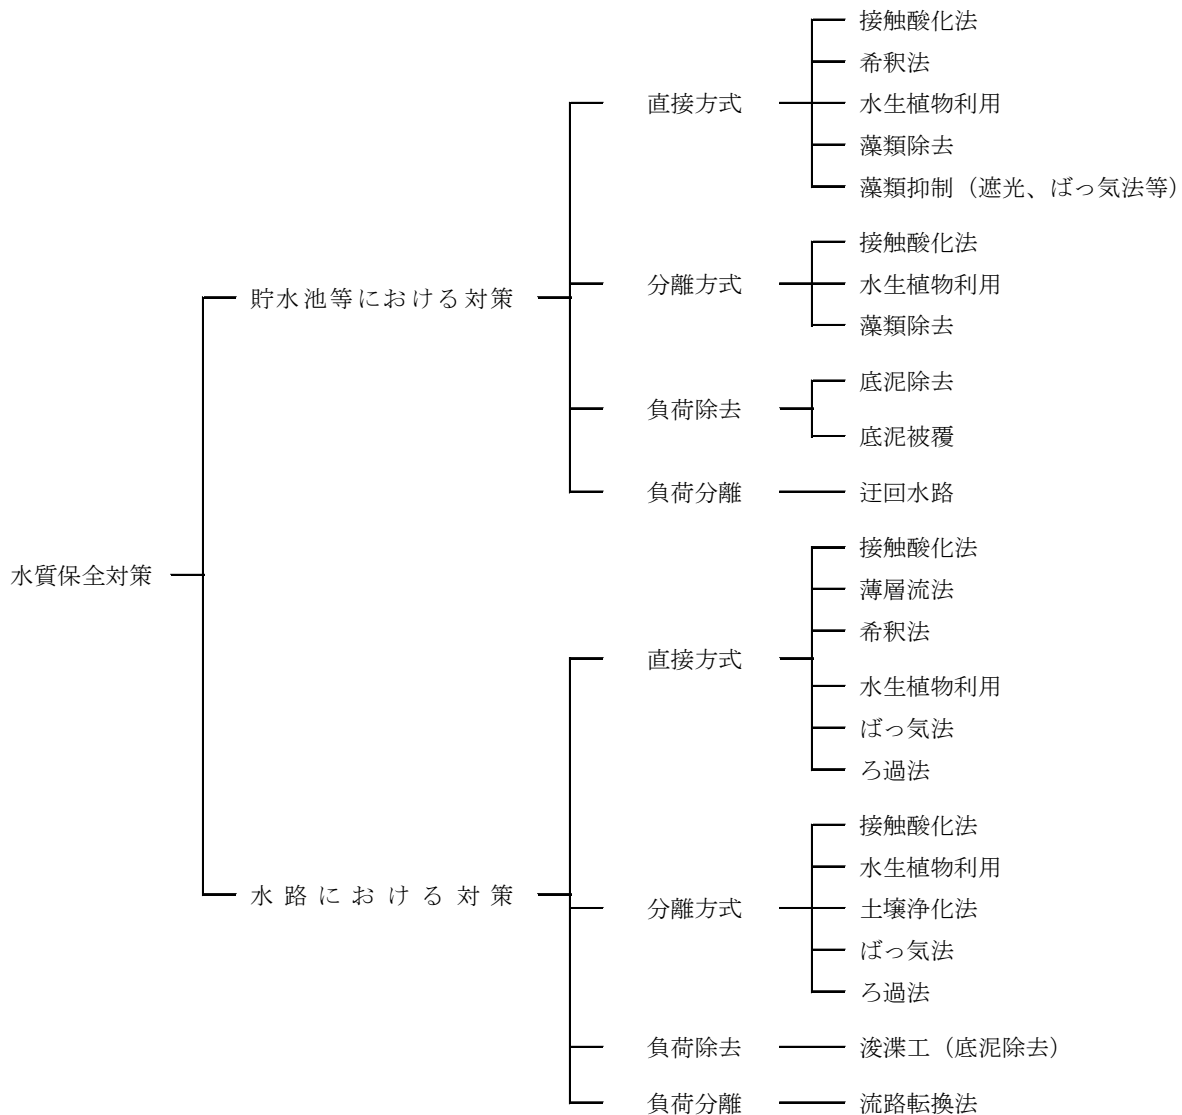 水質保全対策
貯水池等における対策
直接方式
接触酸化法
希釈法
水生植物利用
藻類除去
藻類抑制（遮光、ばっ気法等）
分離方式
接触酸化法
水生植物利用
藻類除去
負荷除去
底泥除去
底泥被覆
負荷分離
迂回水路
水路における対策
直接方式
接触酸化法
薄層流法
希釈法
水生植物利用
ばっ気法
ろ過法
分離方式
接触酸化法
水生植物利用
土壌浄化法
ばっ気法
ろ過法
負荷除去
浚渫工（底泥除去）
負荷分離
流路転換法